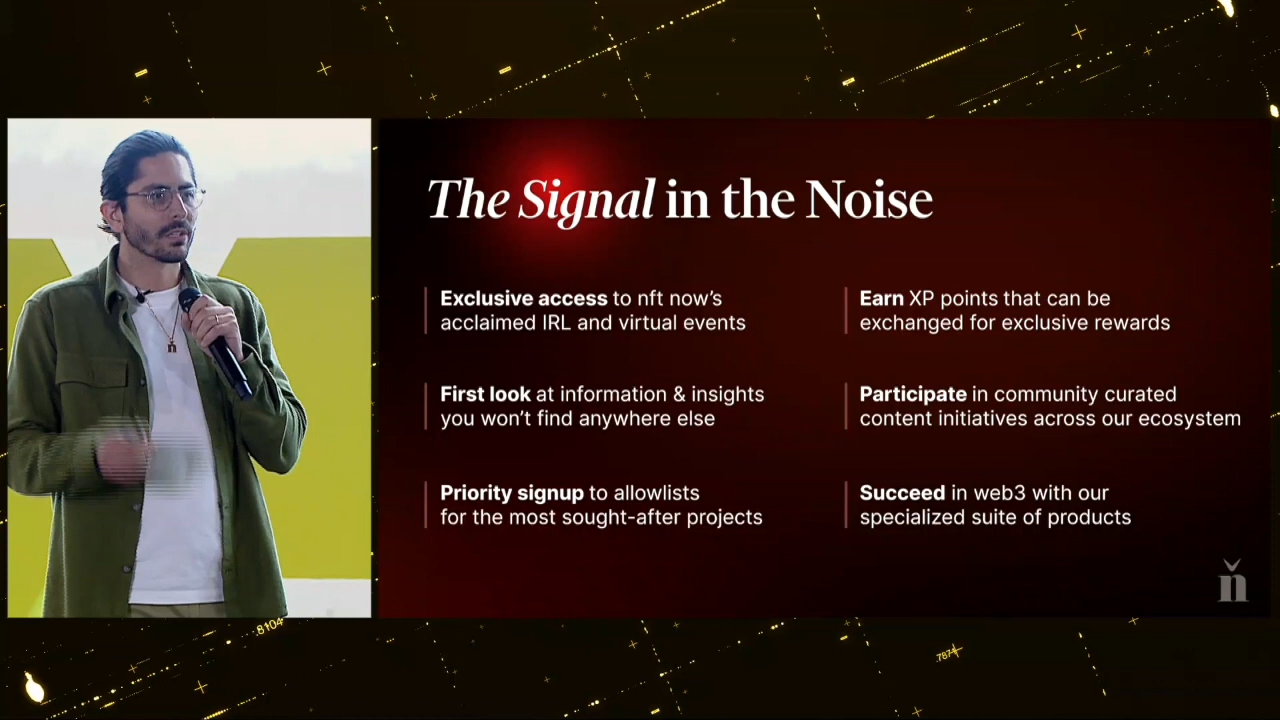 The Signal in the Noise
Exclusive access to nft now’s
acclaimed IRL and virtual events
First look at information & insights
you won’t find anywhere else
Priority signup to allowlists
for the most sought-after projects
Earn XP points that can be
exchanged for exclusive rewards
Participate in community curated
content initiatives across our ecosystem
Succeed in web3 with our
specialized suite of products
ň
ň
8104